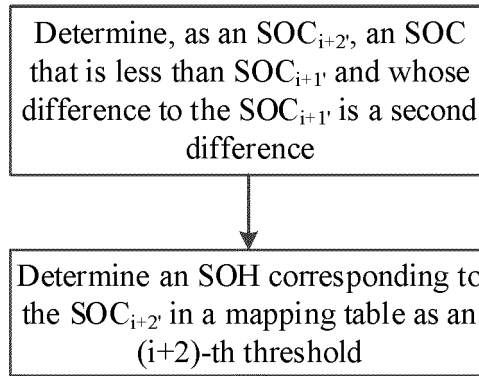 Determine, as an SOCi+2', an SOC
that is less than SOCi+1' and whose
difference to the SOCi+1' is a second
difference
Determine an SOH corresponding to
the SOCi+2' in a mapping table as an
(i+2)-th threshold